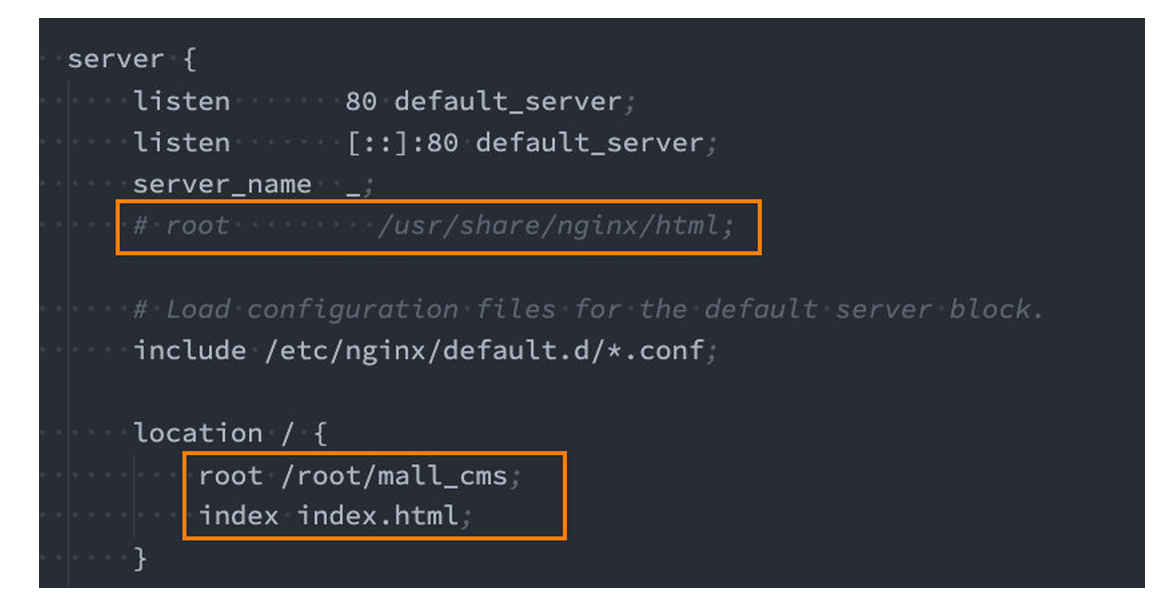 server {
listen 80 default_server;
listen [::]:80 default_server;
server_name _;
# root /usr/share/nginx/html;
# Load configuration files for the default server block.
include /etc/nginx/default.d/*.conf;
location / {
root /root/mall_cms;
index index.html;
}